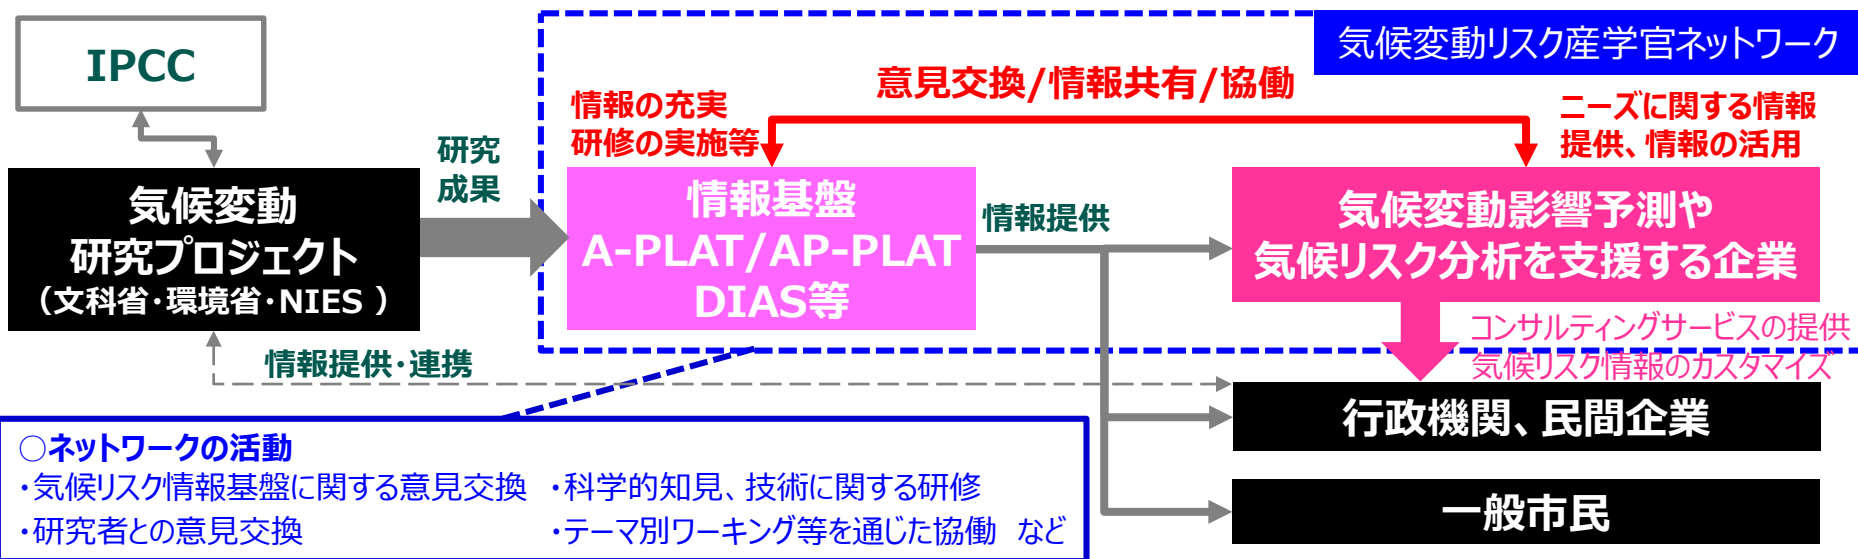 IPCC
気候変動リスク産学官ネットワーク
意見交換/情報共有/協働
情報の充実
研修の実施等
ニーズに関する情報
提供、情報の活用
研究
成果
気候変動
研究プロジェクト
（文科省・環境省・NIES ）
情報基盤
A-PLAT/AP-PLAT
DIAS等
情報提供
気候変動影響予測や
気候リスク分析を支援する企業
コンサルティングサービスの提供
気候リスク情報のカスタマイズ
情報提供・連携
行政機関、民間企業
一般市民
○ネットワークの活動
・気候リスク情報基盤に関する意見交換 ・科学的知見、技術に関する研修
・研究者との意見交換 ・テーマ別ワーキング等を通じた協働 など